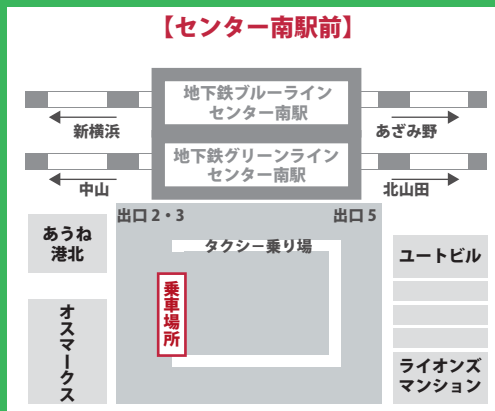 【センター南駅前】
地下鉄ブルーライン
センター南駅
新横浜
あざみ野
地下鉄グリーンライン
センター南駅
中山
北山田
出口 2・3
出口 5
あうね
港北
タクシー乗り場
ユートビル
乗車場所
オスマークス
ライオンズ
マンション